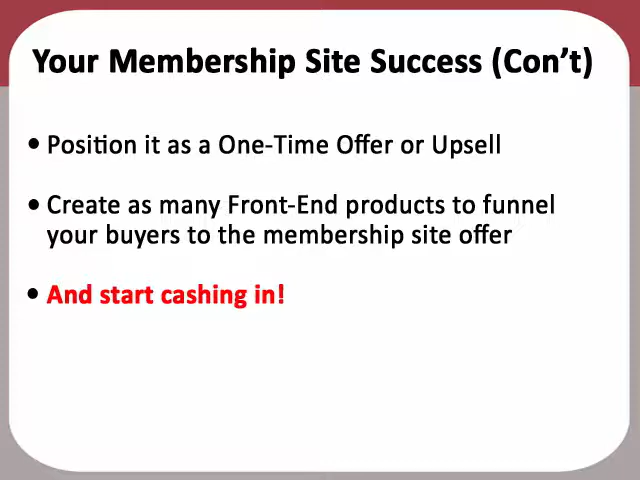 Your Membership Site Success (Con’t)
• Position it as a One-Time Offer or Upsell
• Create as many Front-End products to funnel
your buyers to the membership site offer
• And start cashing in!